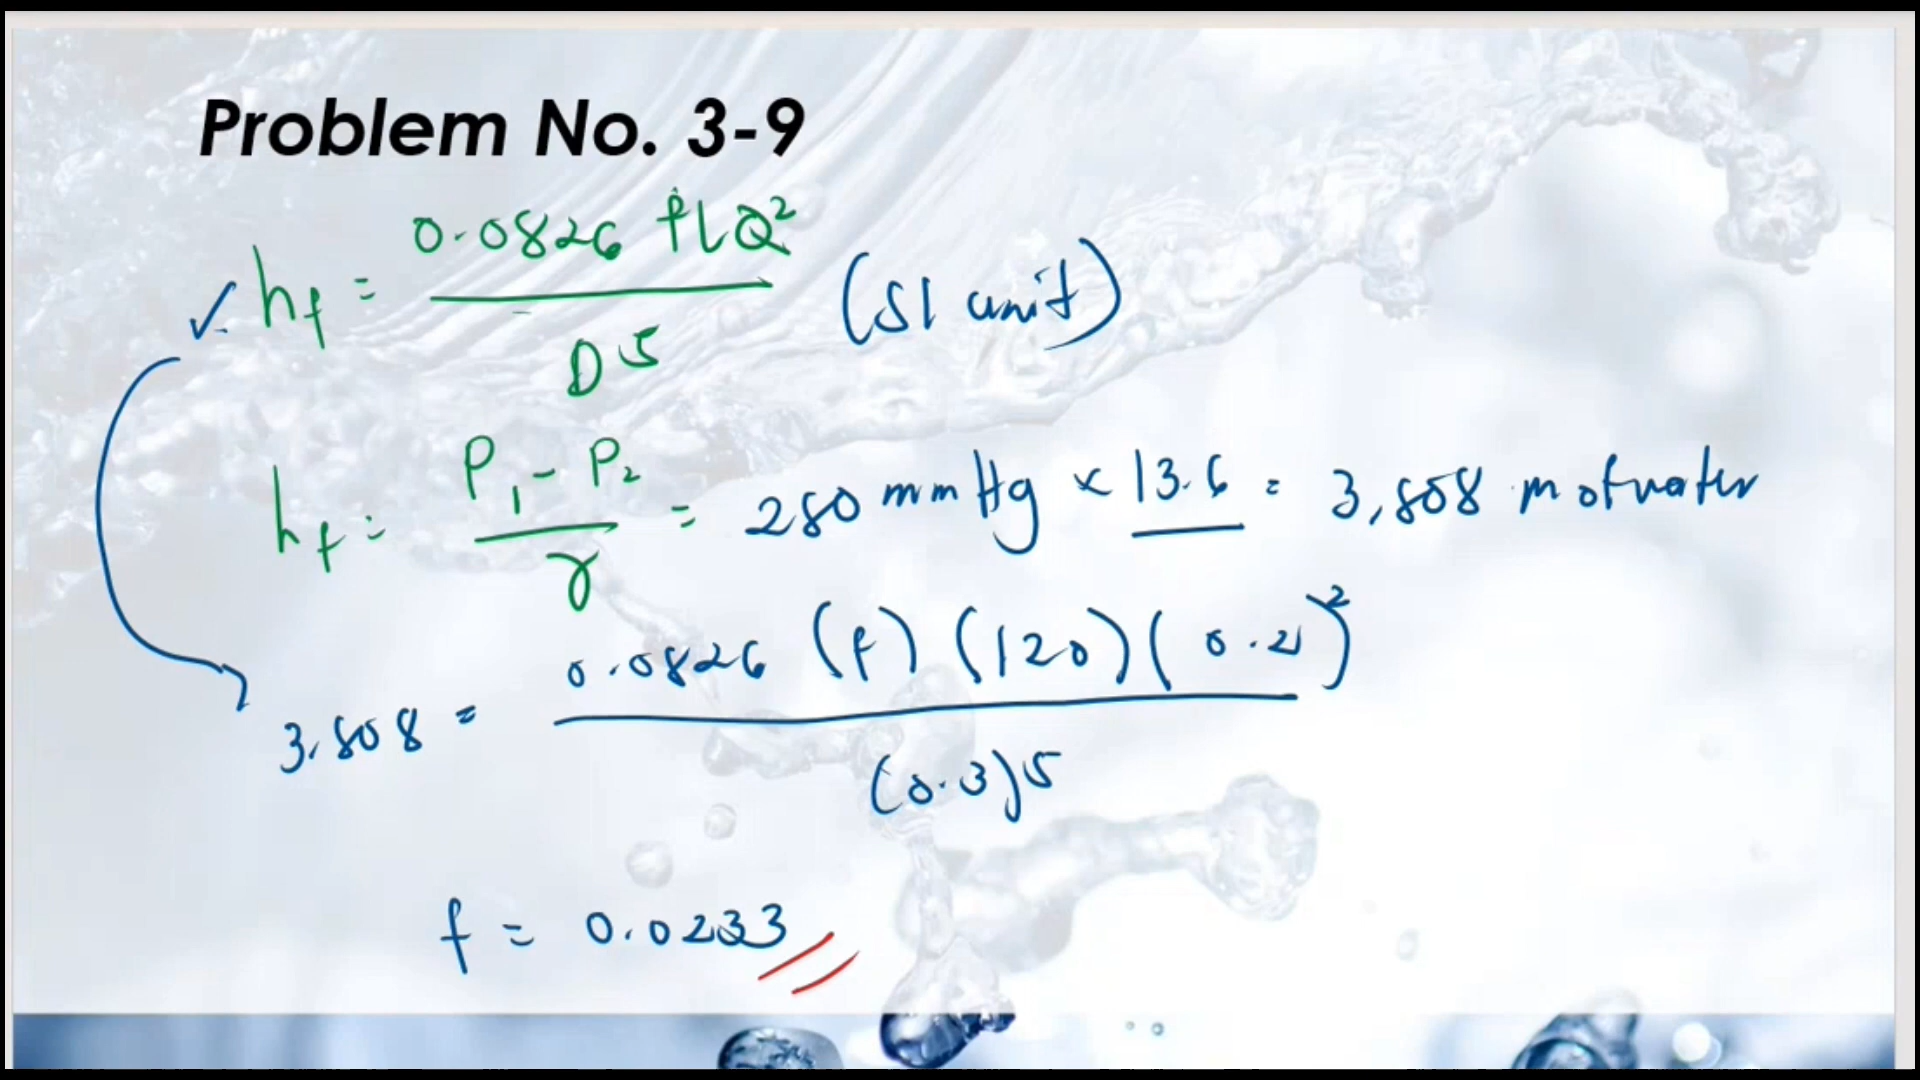 Problem No. 3-9
hf = 0.0826 fLQ² / D5 (SI unit)
hf = P1 - P2 / γ = 280 mm Hg x 13.6 = 3,808 m of water
3.808 = 0.0826 (f) (120) (0.21)² / (0.3)5
f = 0.0233